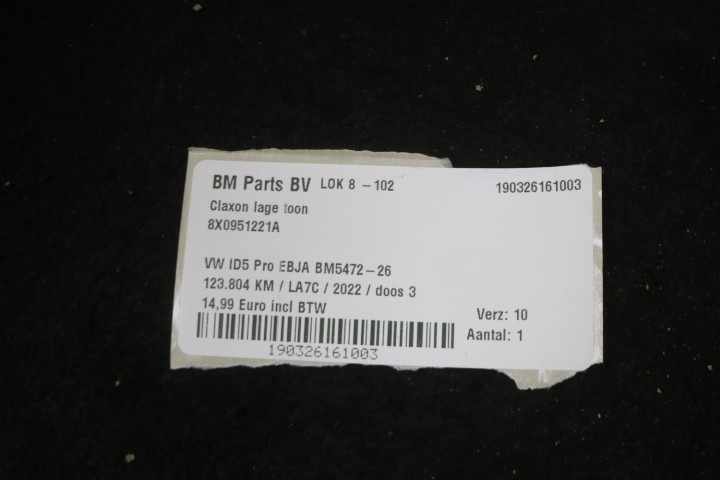 BM Parts BV LOK 8 -102 190326161003
Claxon lage toon
8X0951221A
VW ID5 Pro EBJA BM5472-26
123.804 KM / LA7C / 2022 / doos 3
14,99 Euro incl BTW Verz: 10
Aantal: 1
190326161003